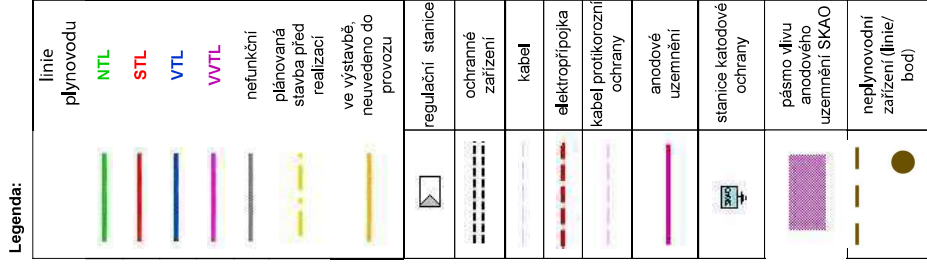 Legenda:
linie
plynovodu
NTL
STL
VTL
VVTL
nefunkční
plánovaná
stavba před
realizací
ve výstavbě,
neuvedeno do
provozu
regulační stanice
ochranné
zařízení
kabel
elektropřípojka
kabel protikorozní
ochrany
anodové
uzemnění
stanice katodové
ochrany
pásmo vlivu
anodového
uzemnění SKAO
neplynovodní
zařízení (linie/
bod)